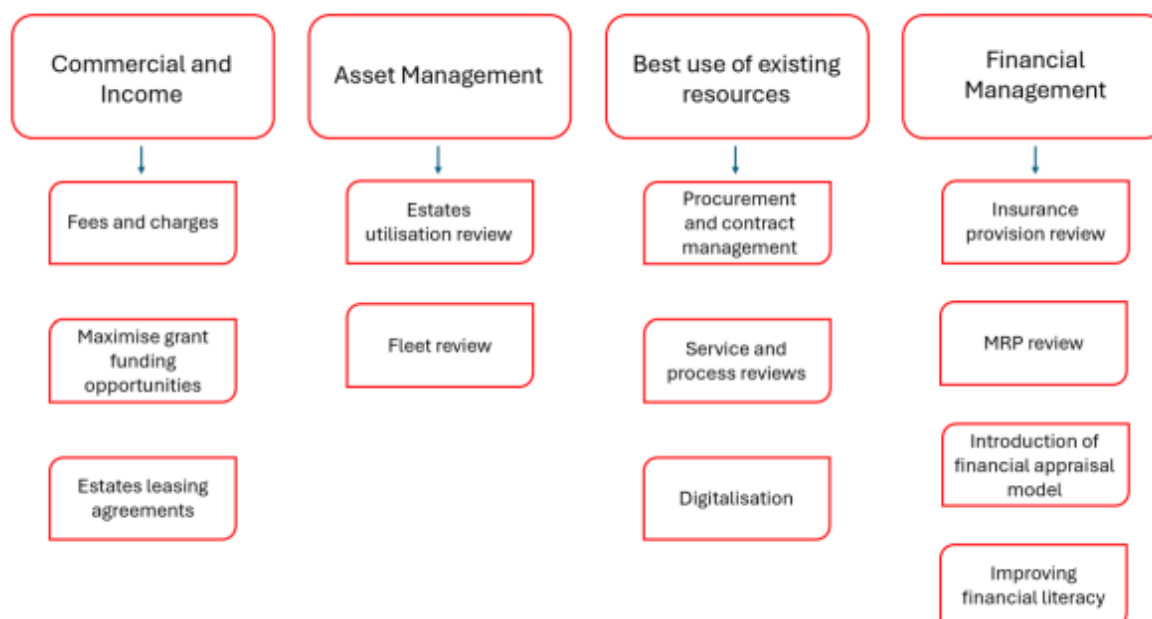 Commercial and
Income
Asset Management
Best use of existing
resources
Financial
Management
Fees and charges
Estates
utilisation review
Procurement
and contract
management
Insurance
provision review
Maximise grant
funding
opportunities
Fleet review
Service and
process reviews
MRP review
Estates leasing
agreements
Digitalisation
Introduction of
financial appraisal
model
Improving
financial literacy